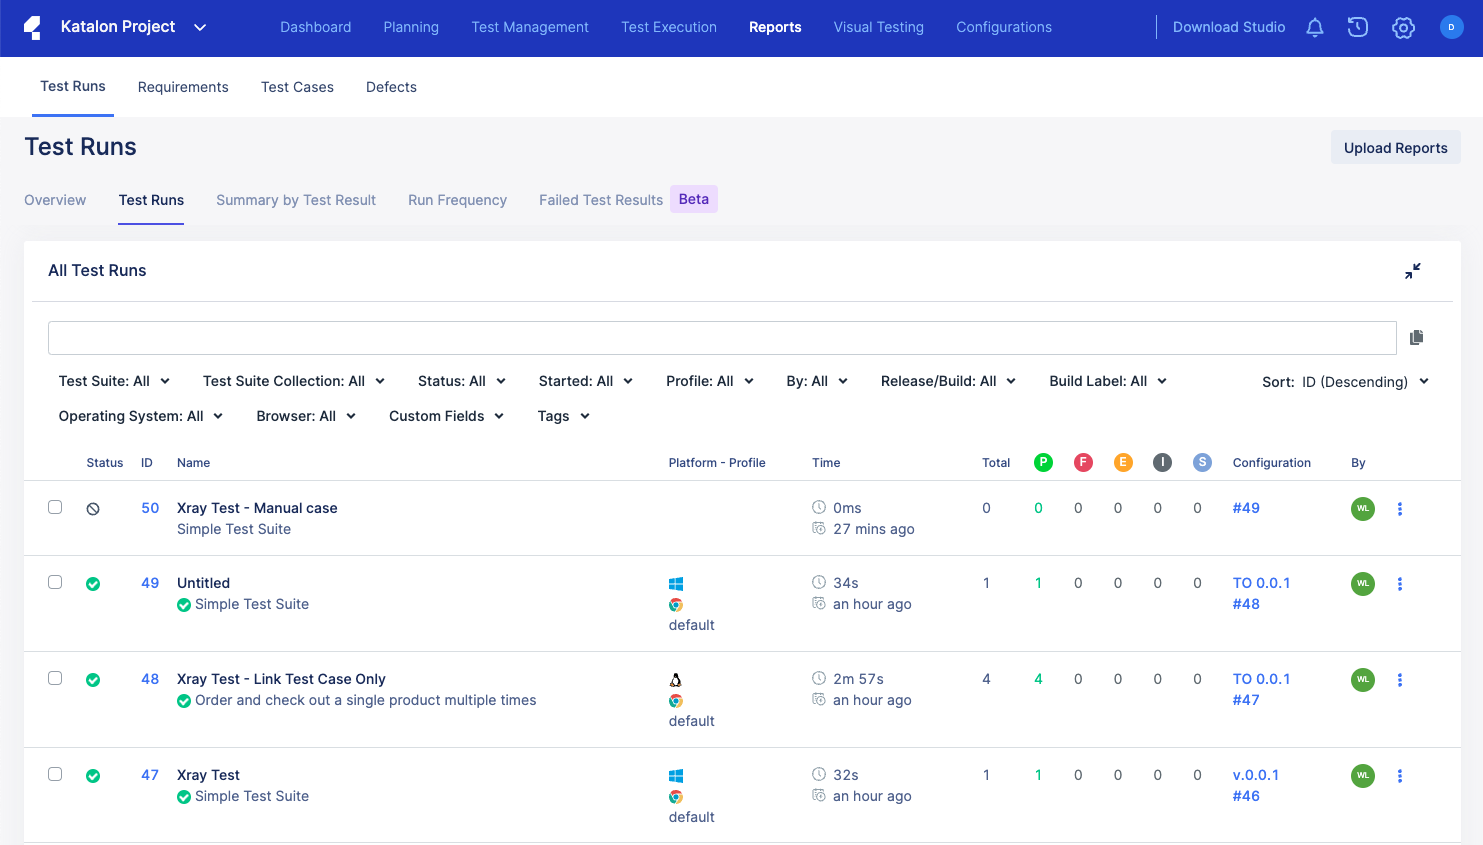 Katalon Project
Dashboard Planning Test Management Test Execution Reports Visual Testing Configurations Download Studio D
Test Runs Requirements Test Cases Defects
Test Runs
Upload Reports
Overview Test Runs Summary by Test Result Run Frequency Failed Test Results Beta
All Test Runs
Test Suite: All Test Suite Collection: All Status: All Started: All Profile: All By: All Release/Build: All Build Label: All Sort: ID (Descending)
Operating System: All Browser: All Custom Fields Tags
Status ID Name Platform - Profile Time Total P F E I S Configuration By
50 Xray Test - Manual case 0ms 0 0 0 0 0 0 #49 WL
Simple Test Suite 27 mins ago
49 Untitled 34s 1 1 0 0 0 0 TO 0.0.1 WL
Simple Test Suite an hour ago #48
default
48 Xray Test - Link Test Case Only 2m 57s 4 4 0 0 0 0 TO 0.0.1 WL
Order and check out a single product multiple times an hour ago #47
default
47 Xray Test 32s 1 1 0 0 0 0 v.0.0.1 WL
Simple Test Suite an hour ago #46
default